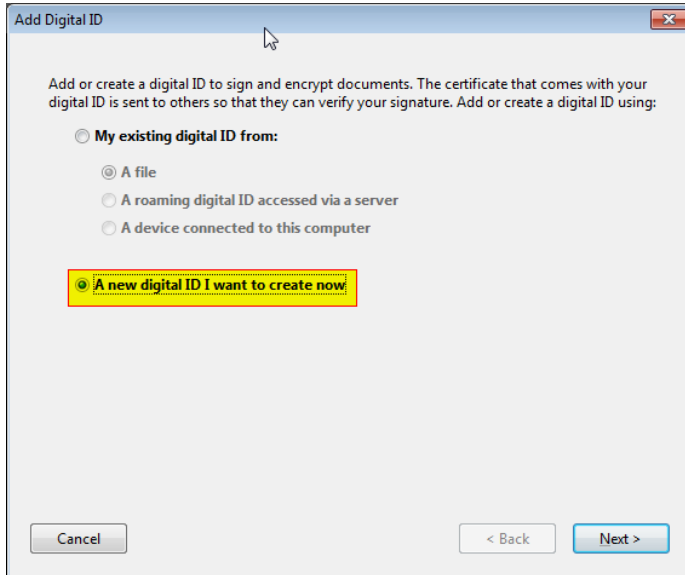 Add Digital ID
Add or create a digital ID to sign and encrypt documents. The certificate that comes with your
digital ID is sent to others so that they can verify your signature. Add or create a digital ID using:
My existing digital ID from:
A file
A roaming digital ID accessed via a server
A device connected to this computer
A new digital ID I want to create now
Cancel
< Back
Next >